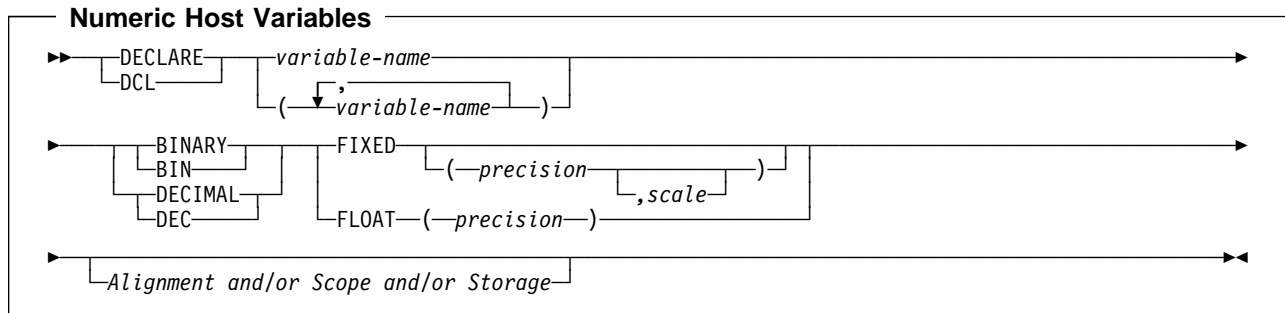 Numeric Host Variables
DECLARE variable-name
DCL ,
( variable-name )
BINARY FIXED
BIN ( precision )
DECIMAL ,scale
DEC FLOAT ( precision )
Alignment and/or Scope and/or Storage